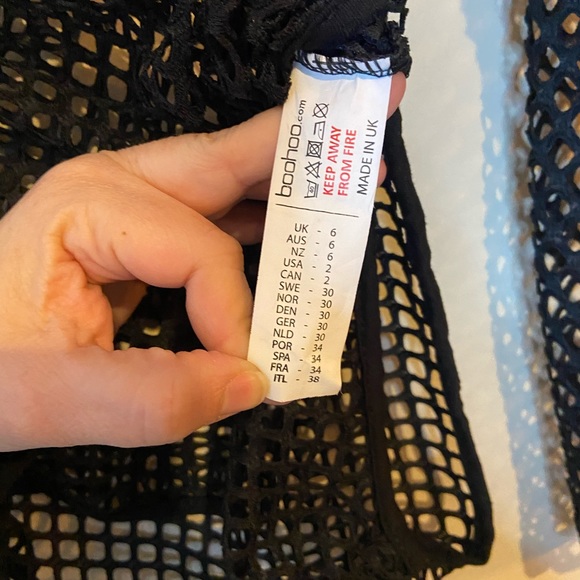 boohoo.com
KEEP AWAY
FROM FIRE
MADE IN UK
UK - 6
AUS - 6
NZ - 6
USA - 2
CAN - 2
SWE - 30
NOR - 30
DEN - 30
GER - 30
NLD - 30
POR - 34
SPA - 34
FRA - 34
ITL - 38